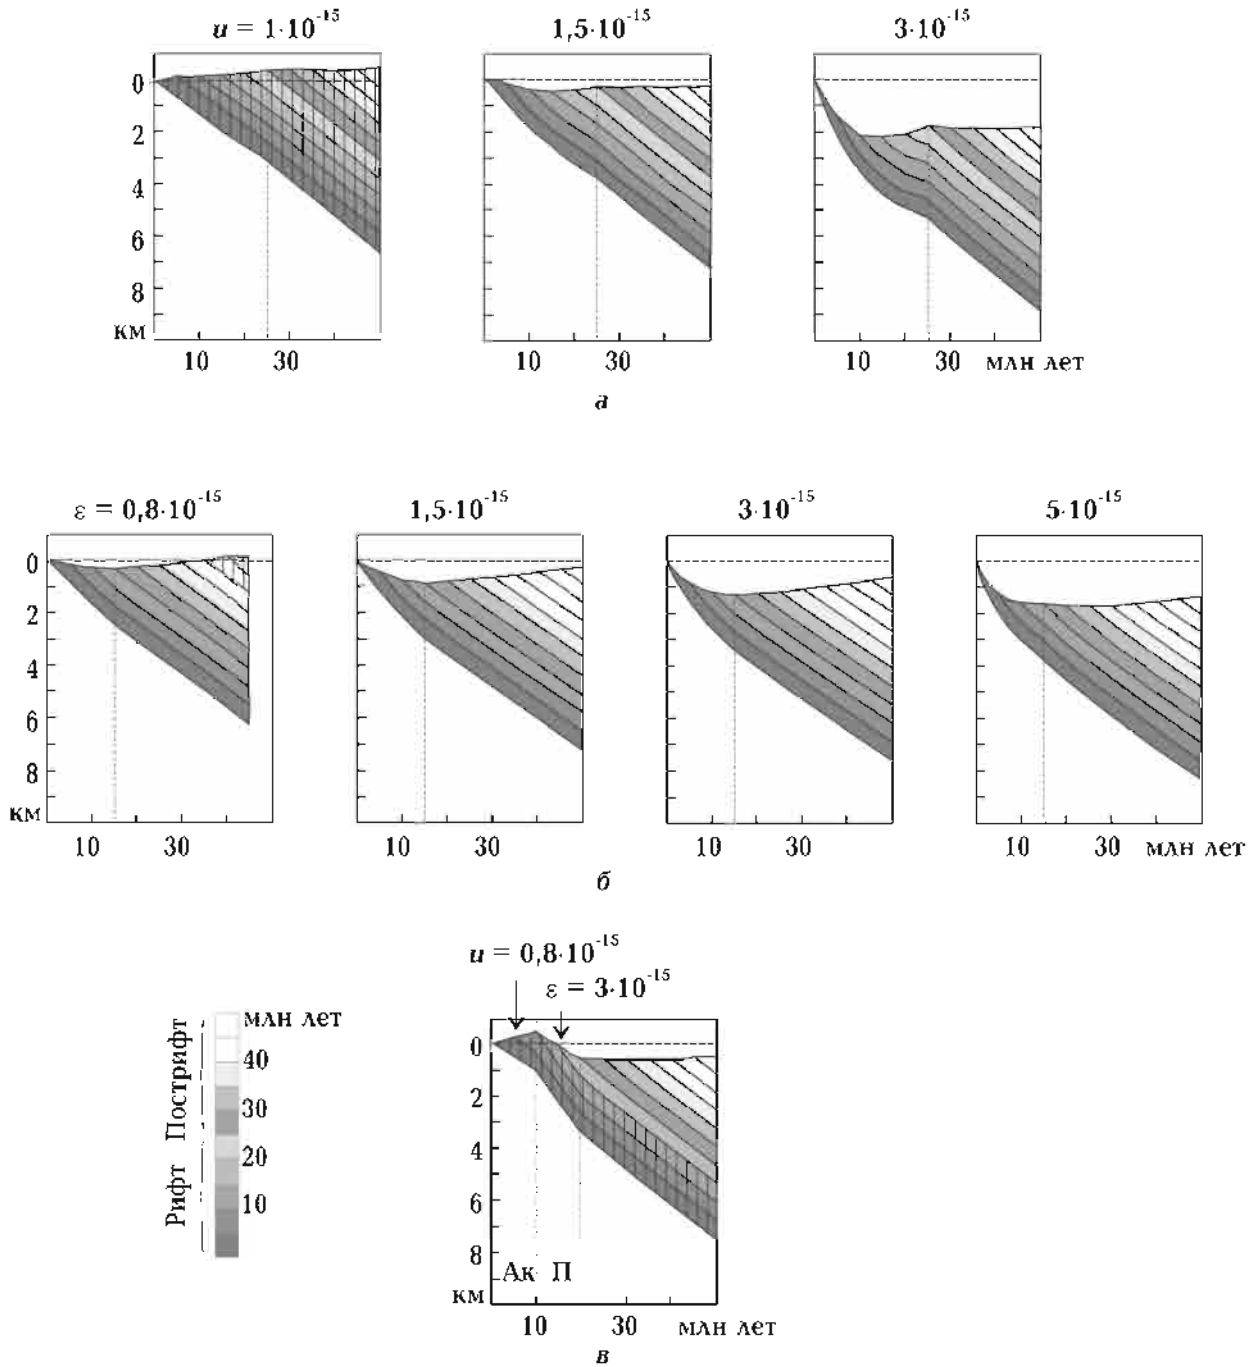 u = 1·10⁻¹⁵ 1,5·10⁻¹⁵ 3·10⁻¹⁵
0
2
4
6
8
км
10 30 10 30 10 30 млн лет
а
ε = 0,8·10⁻¹⁵ 1,5·10⁻¹⁵ 3·10⁻¹⁵ 5·10⁻¹⁵
0
2
4
6
8
км
10 30 10 30 10 30 10 30 млн лет
б
u = 0,8·10⁻¹⁵
ε = 3·10⁻¹⁵
млн лет
40
30
20
10
Пострифт
Рифт
0
2
4
6
8
Ак П
км
10 30 млн лет
в